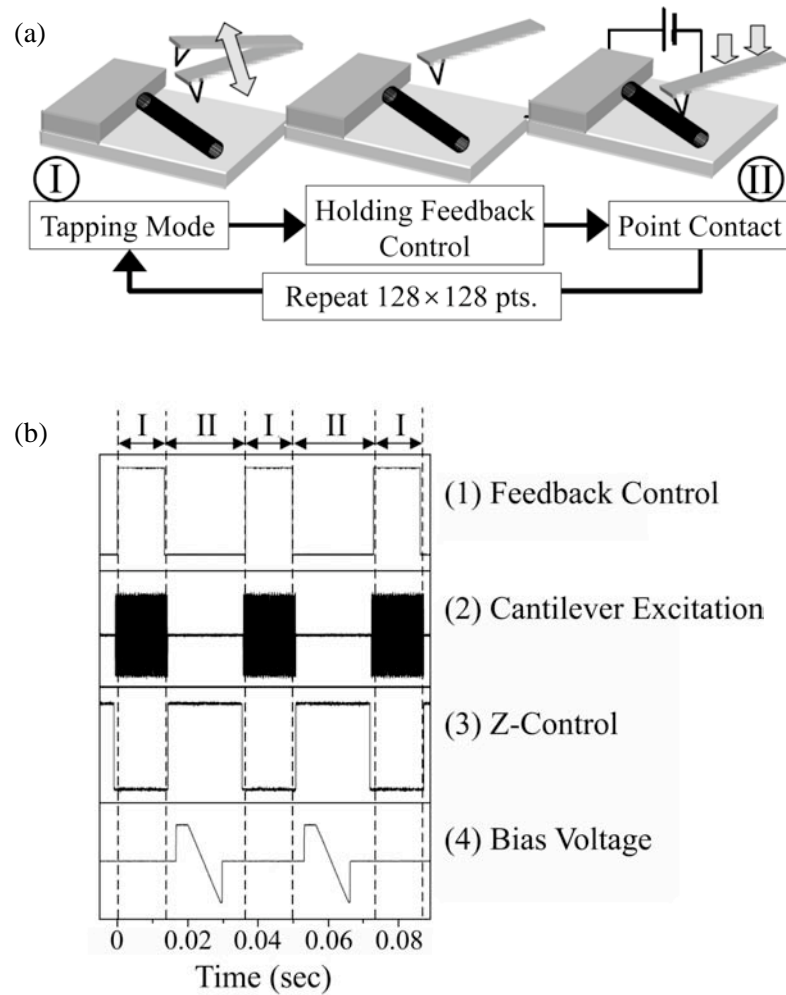 (a)
I
II
Tapping Mode
Holding Feedback
Control
Point Contact
Repeat 128×128 pts.
(b)
I II I II I
(1) Feedback Control
(2) Cantilever Excitation
(3) Z-Control
(4) Bias Voltage
0 0.02 0.04 0.06 0.08
Time (sec)